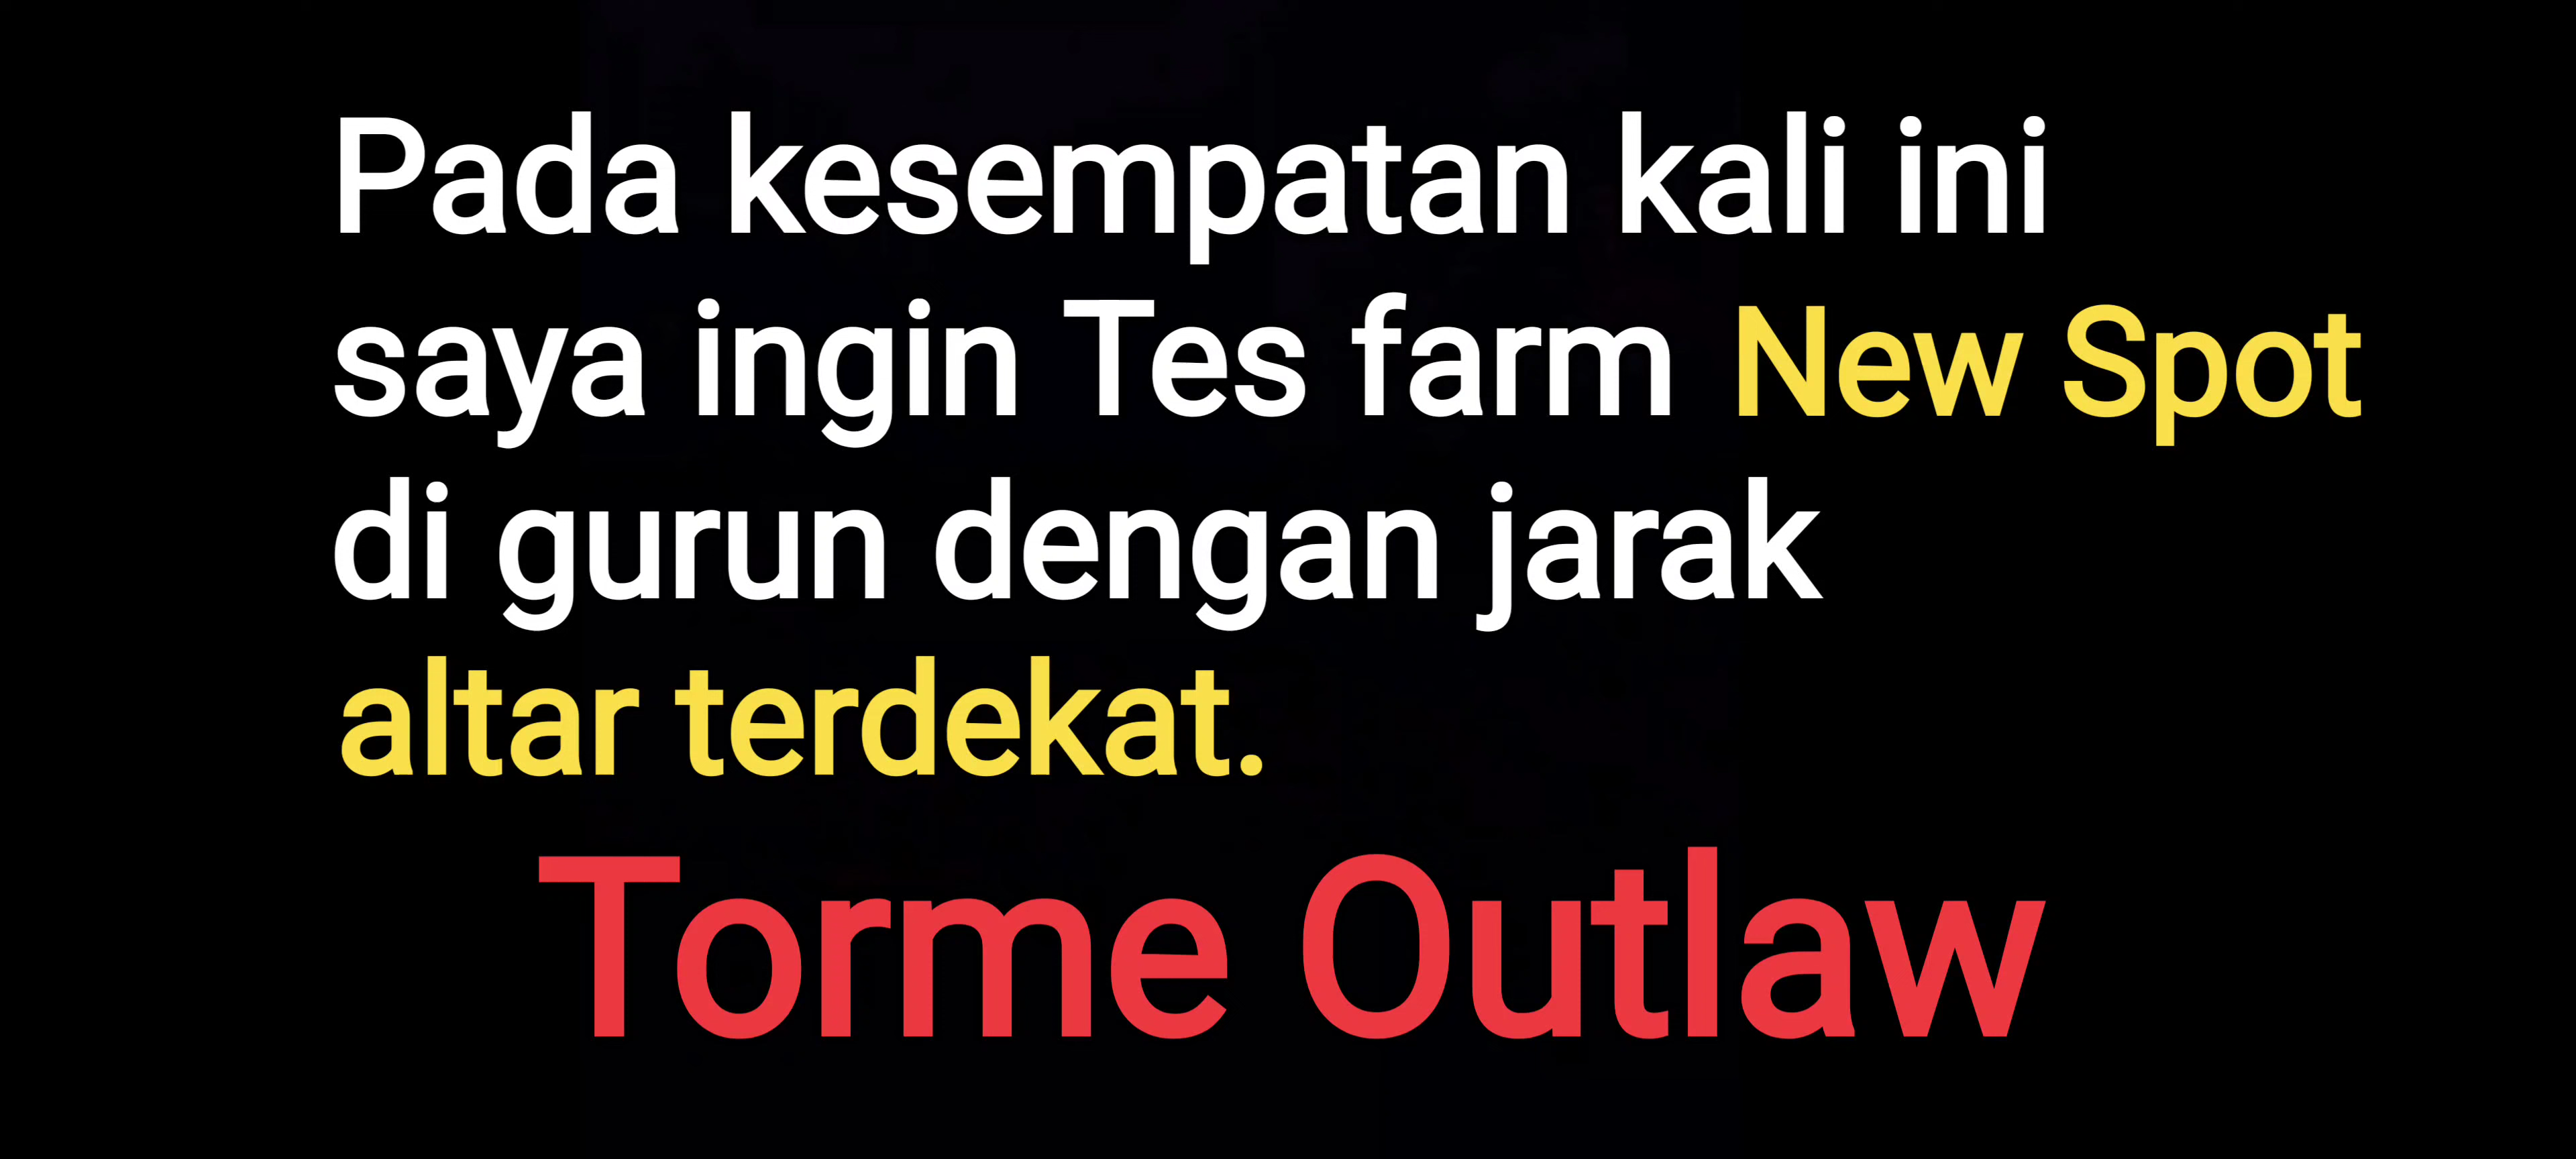 Pada kesempatan kali ini
saya ingin Tes farm New Spot
di gurun dengan jarak
altar terdekat.
Torme Outlaw